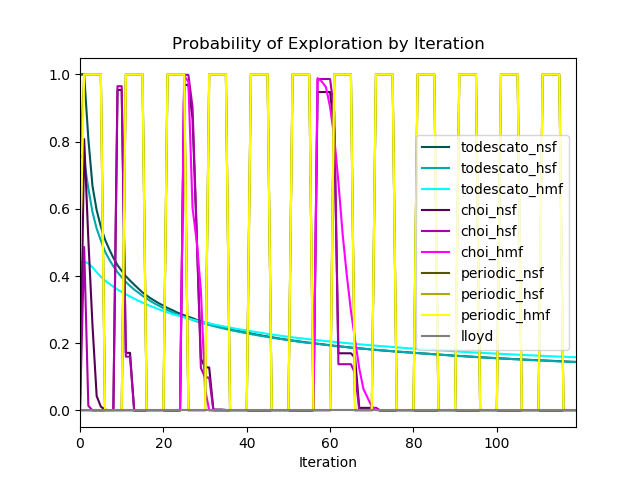 Probability of Exploration by Iteration
1.0
0.8
0.6
0.4
0.2
0.0
todescato_nsf
todescato_hsf
todescato_hmf
choi_nsf
choi_hsf
choi_hmf
periodic_nsf
periodic_hsf
periodic_hmf
lloyd
0 20 40 60 80 100
Iteration